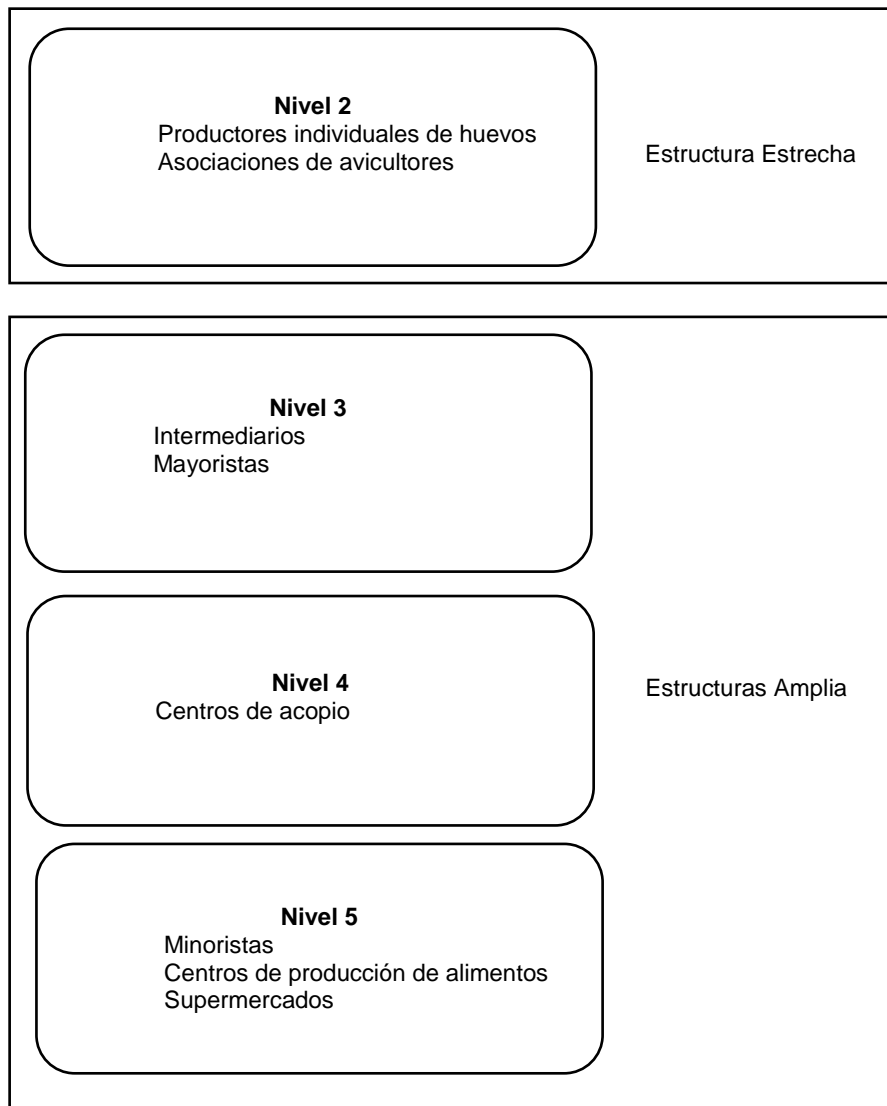 Nivel 2
Productores individuales de huevos
Asociaciones de avicultores
Estructura Estrecha
Nivel 3
Intermediarios
Mayoristas
Nivel 4
Centros de acopio
Estructuras Amplia
Nivel 5
Minoristas
Centros de producción de alimentos
Supermercados